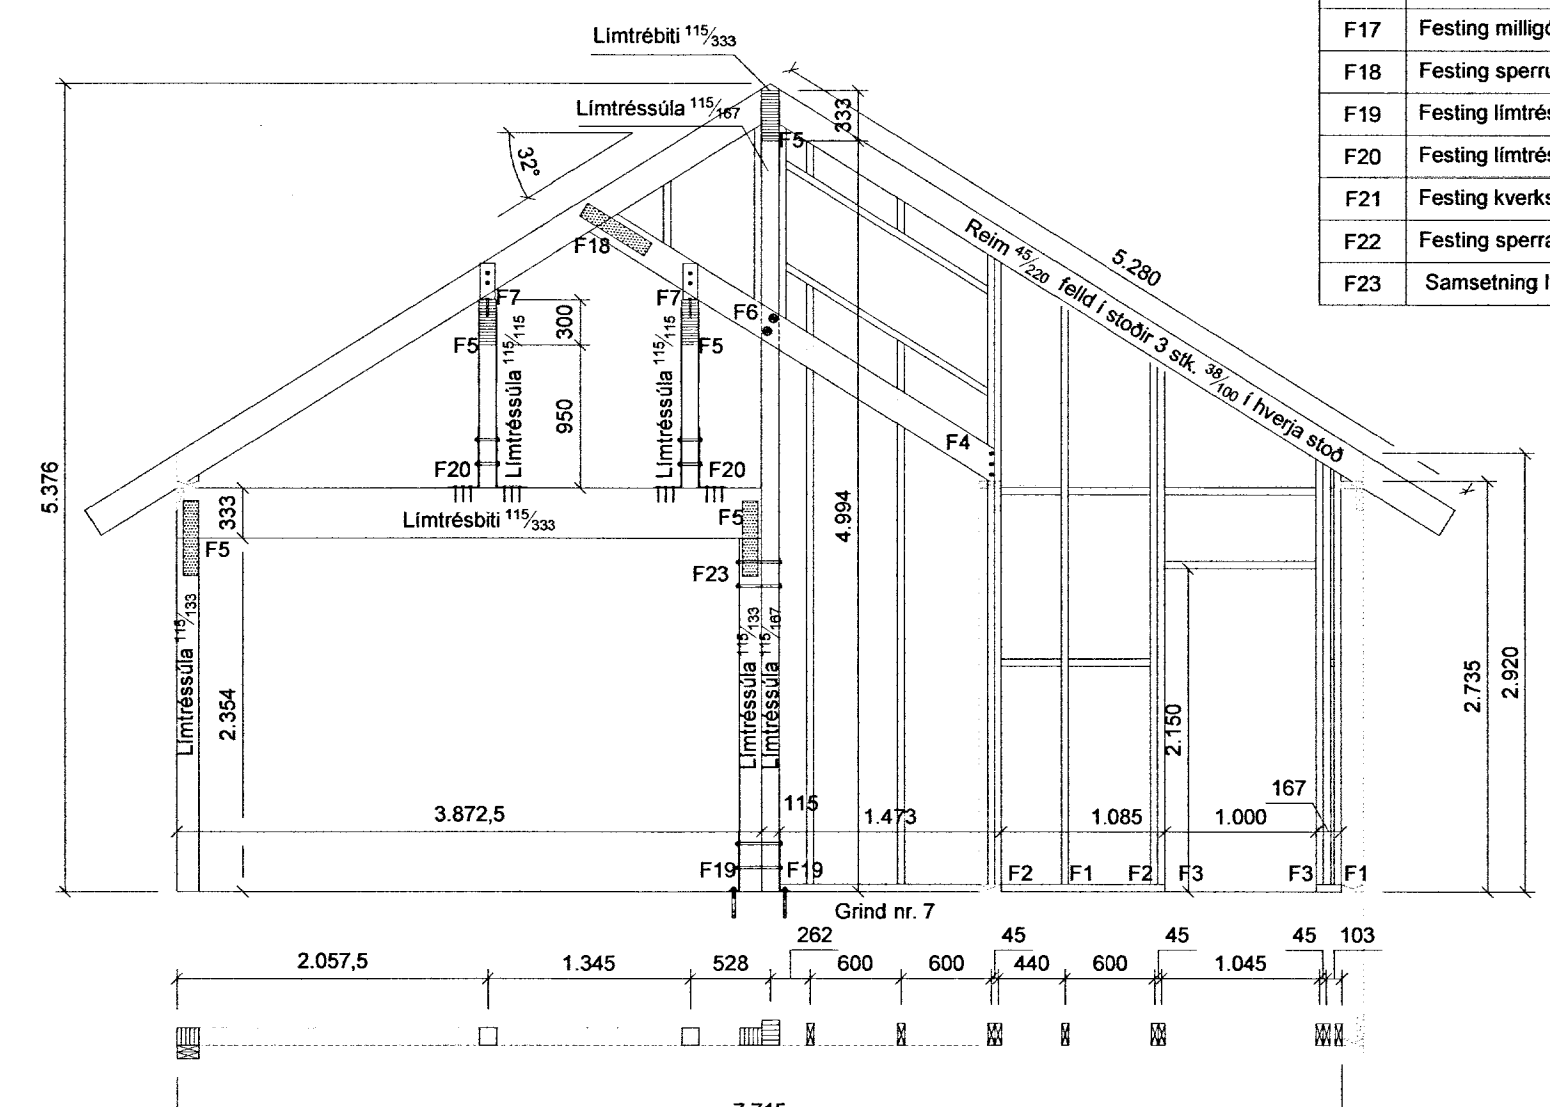 F17 Festing milligó
F18 Festing sperru
F19 Festing límtrés
F20 Festing límtrés
F21 Festing kverks
F22 Festing sperra
F23 Samsetning l
Límtrébiti 115/333
Límtréssúla 115/167
333
F5
32°
F18
Reim 45/220 felld í stoðir 3 stk. 38/100 í hverja stoð
5.280
F7
F7
F6
300
F5
F5
Límtréssúla 115/115
Límtréssúla 115/115
950
F4
F20
F20
5.376
333
Límtrésbiti 115/333
F5
F5
4.994
F23
Límtréssúla 115/133
2.354
Límtréssúla 115/133
Límtréssúla 115/167
2.150
2.735
2.920
167
3.872,5
115
1.473
1.085
1.000
F19
F19
F2
F1
F2
F3
F3
F1
Grind nr. 7
262
45
45
45
103
2.057,5
1.345
528
600
600
440
600
1.045
7.715